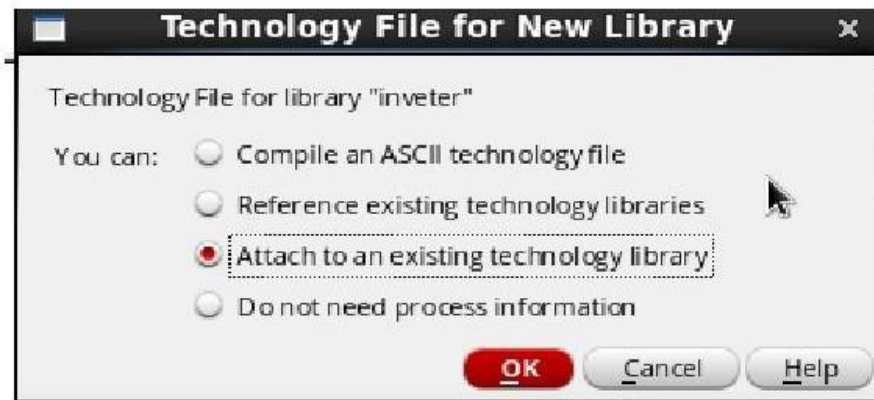 Technology File for New Library
Technology File for library "inveter"
You can:
Compile an ASCII technology file
Reference existing technology libraries
Attach to an existing technology library
Do not need process information
OK Cancel Help